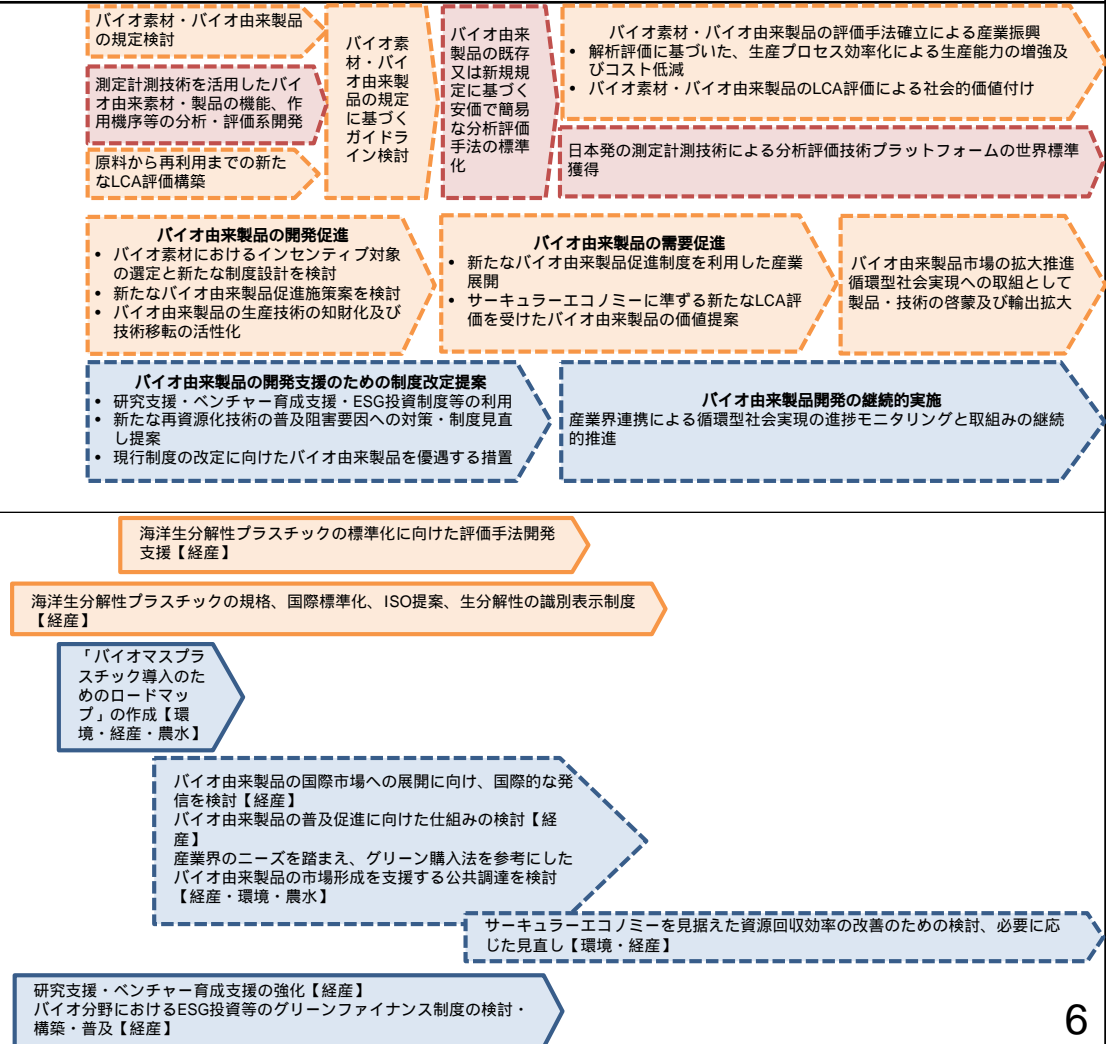 バイオ素材・バイオ由来製品
の規定検討
測定計測技術を活用したバイ
オ由来素材・製品の機能、作
用機序等の分析・評価系開発
原料から再利用までの新た
なLCA評価構築
バイオ素
材・バイ
オ由来製
品の規定
に基づく
ガイドラ
イン検討
バイオ由来
製品の既存
又は新規規
定に基づく
安価で簡易
な分析評価
手法の標準
化
バイオ素材・バイオ由来製品の評価手法確立による産業振興
• 解析評価に基づいた、生産プロセス効率化による生産能力の増強及
びコスト低減
• バイオ素材・バイオ由来製品のLCA評価による社会的価値付け
日本発の測定計測技術による分析評価技術プラットフォームの世界標準
獲得
バイオ由来製品の開発促進
• バイオ素材におけるインセンティブ対象
の選定と新たな制度設計を検討
• 新たなバイオ由来製品促進施策案を検討
• バイオ由来製品の生産技術の知財化及び
技術移転の活性化
バイオ由来製品の需要促進
• 新たなバイオ由来製品促進制度を利用した産業
展開
• サーキュラーエコノミーに準ずる新たなLCA評
価を受けたバイオ由来製品の価値提案
バイオ由来製品市場の拡大推進
循環型社会実現への取組として
製品・技術の啓蒙及び輸出拡大
バイオ由来製品の開発支援のための制度改定提案
• 研究支援・ベンチャー育成支援・ESG投資制度等の利用
• 新たな再資源化技術の普及阻害要因への対策・制度見直
し提案
• 現行制度の改定に向けたバイオ由来製品を優遇する措置
バイオ由来製品開発の継続的実施
産業界連携による循環型社会実現の進捗モニタリングと取組みの継続
的推進
海洋生分解性プラスチックの標準化に向けた評価手法開発
支援【経産】
海洋生分解性プラスチックの規格、国際標準化、ISO提案、生分解性の識別表示制度
【経産】
「バイオマスプラ
スチック導入のた
めのロードマッ
プ」の作成【環
境・経産・農水】
バイオ由来製品の国際市場への展開に向け、国際的な発
信を検討【経産】
バイオ由来製品の普及促進に向けた仕組みの検討【経
産】
産業界のニーズを踏まえ、グリーン購入法を参考にした
バイオ由来製品の市場形成を支援する公共調達を検討
【経産・環境・農水】
サーキュラーエコノミーを見据えた資源回収効率の改善のための検討、必要に応
じた見直し【環境・経産】
研究支援・ベンチャー育成支援の強化【経産】
バイオ分野におけるESG投資等のグリーンファイナンス制度の検討・
構築・普及【経産】
6